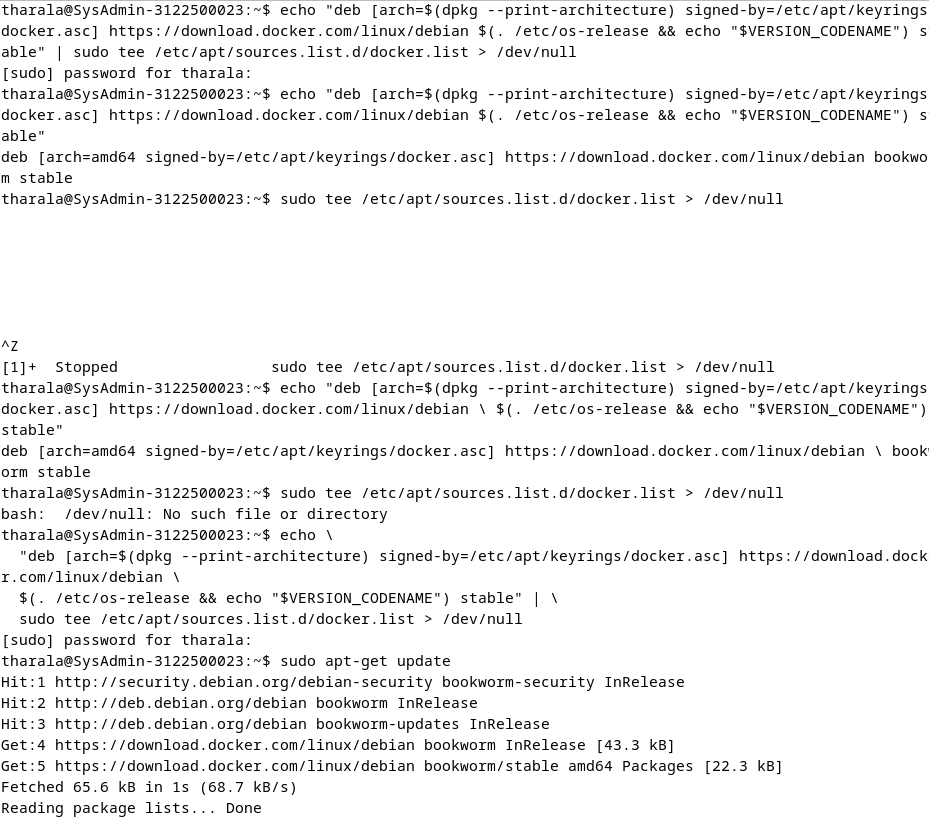 tharala@SysAdmin-3122500023:~$ echo "deb [arch=$(dpkg --print-architecture) signed-by=/etc/apt/keyrings
docker.asc] https://download.docker.com/linux/debian $(. /etc/os-release && echo "$VERSION_CODENAME") s
able" | sudo tee /etc/apt/sources.list.d/docker.list > /dev/null
[sudo] password for tharala:
tharala@SysAdmin-3122500023:~$ echo "deb [arch=$(dpkg --print-architecture) signed-by=/etc/apt/keyrings
docker.asc] https://download.docker.com/linux/debian $(. /etc/os-release && echo "$VERSION_CODENAME") s
able"
deb [arch=amd64 signed-by=/etc/apt/keyrings/docker.asc] https://download.docker.com/linux/debian bookwo
m stable
tharala@SysAdmin-3122500023:~$ sudo tee /etc/apt/sources.list.d/docker.list > /dev/null
^Z
[1]+  Stopped                 sudo tee /etc/apt/sources.list.d/docker.list > /dev/null
tharala@SysAdmin-3122500023:~$ echo "deb [arch=$(dpkg --print-architecture) signed-by=/etc/apt/keyrings
docker.asc] https://download.docker.com/linux/debian \ $(. /etc/os-release && echo "$VERSION_CODENAME")
stable"
deb [arch=amd64 signed-by=/etc/apt/keyrings/docker.asc] https://download.docker.com/linux/debian \ book
orm stable
tharala@SysAdmin-3122500023:~$ sudo tee /etc/apt/sources.list.d/docker.list > /dev/null
bash:  /dev/null: No such file or directory
tharala@SysAdmin-3122500023:~$ echo \
  "deb [arch=$(dpkg --print-architecture) signed-by=/etc/apt/keyrings/docker.asc] https://download.dock
r.com/linux/debian \
  $(. /etc/os-release && echo "$VERSION_CODENAME") stable" | \
  sudo tee /etc/apt/sources.list.d/docker.list > /dev/null
[sudo] password for tharala:
tharala@SysAdmin-3122500023:~$ sudo apt-get update
Hit:1 http://security.debian.org/debian-security bookworm-security InRelease
Hit:2 http://deb.debian.org/debian bookworm InRelease
Hit:3 http://deb.debian.org/debian bookworm-updates InRelease
Get:4 https://download.docker.com/linux/debian bookworm InRelease [43.3 kB]
Get:5 https://download.docker.com/linux/debian bookworm/stable amd64 Packages [22.3 kB]
Fetched 65.6 kB in 1s (68.7 kB/s)
Reading package lists... Done